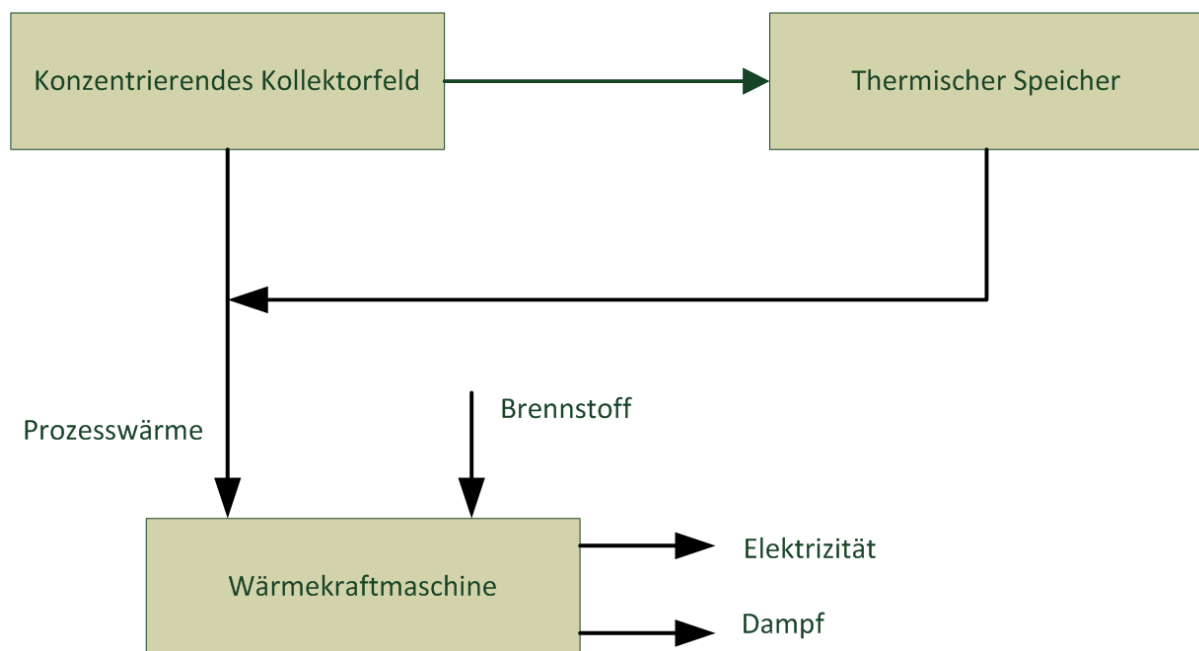 Konzentrierendes Kollektorfeld
Thermischer Speicher
Prozesswärme
Brennstoff
Wärmekraftmaschine
Elektrizität
Dampf